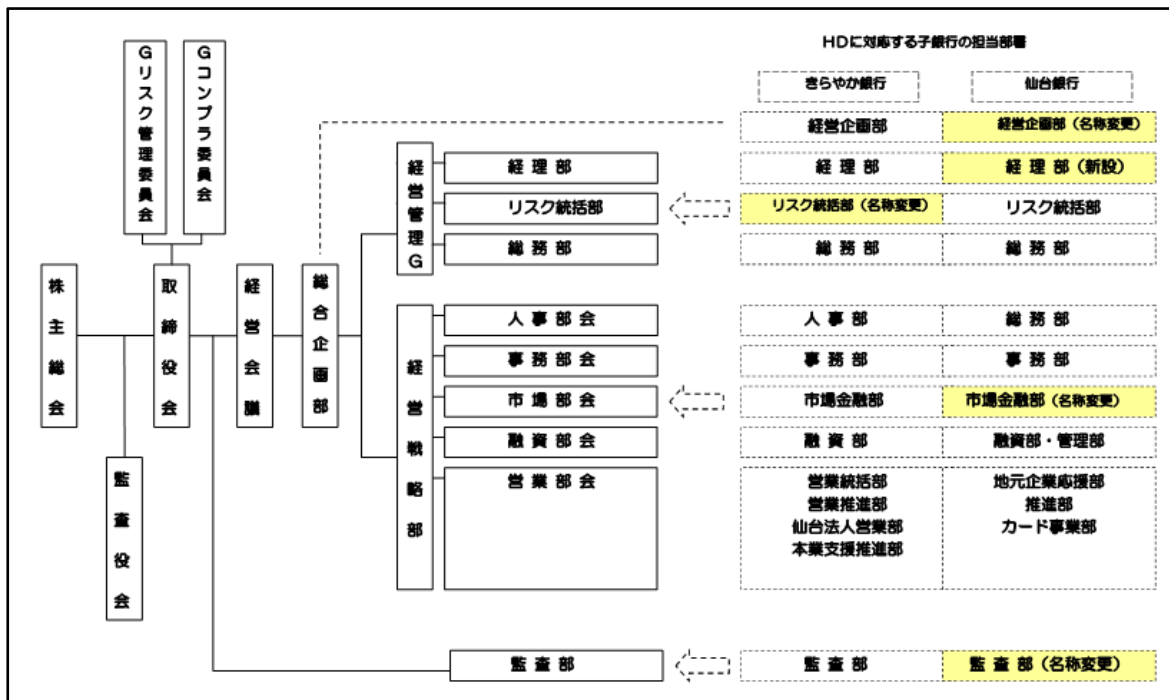 HDに対応する子銀行の担当部署
きらやか銀行
仙台銀行
Gリスク管理委員会
Gコンプラ委員会
株主総会
取締役会
経営会議
総合企画部
監査役会
経営管理G
経理部
リスク統括部
総務部
経営戦略部
人事部会
事務部会
市場部会
融資部会
営業部会
監査部
経営企画部
経営企画部（名称変更）
経理部
経理部（新設）
リスク統括部（名称変更）
リスク統括部
総務部
総務部
人事部
総務部
事務部
事務部
市場金融部
市場金融部（名称変更）
融資部
融資部・管理部
営業統括部
営業推進部
仙台法人営業部
本業支援推進部
地元企業応援部
推進部
カード事業部
監査部
監査部（名称変更）